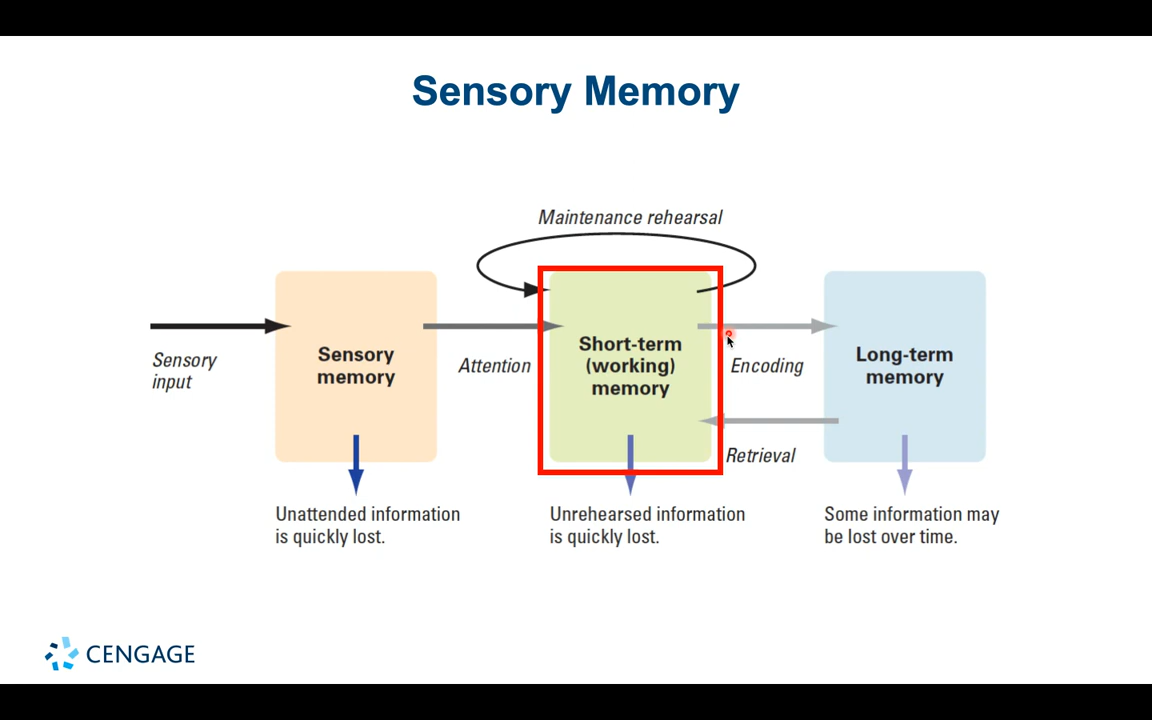 Sensory Memory
Maintenance rehearsal
Sensory
input
Sensory
memory
Attention
Short-term
(working)
memory
Encoding
Retrieval
Long-term
memory
Unattended information
is quickly lost.
Unrehearsed information
is quickly lost.
Some information may
be lost over time.
CENGAGE